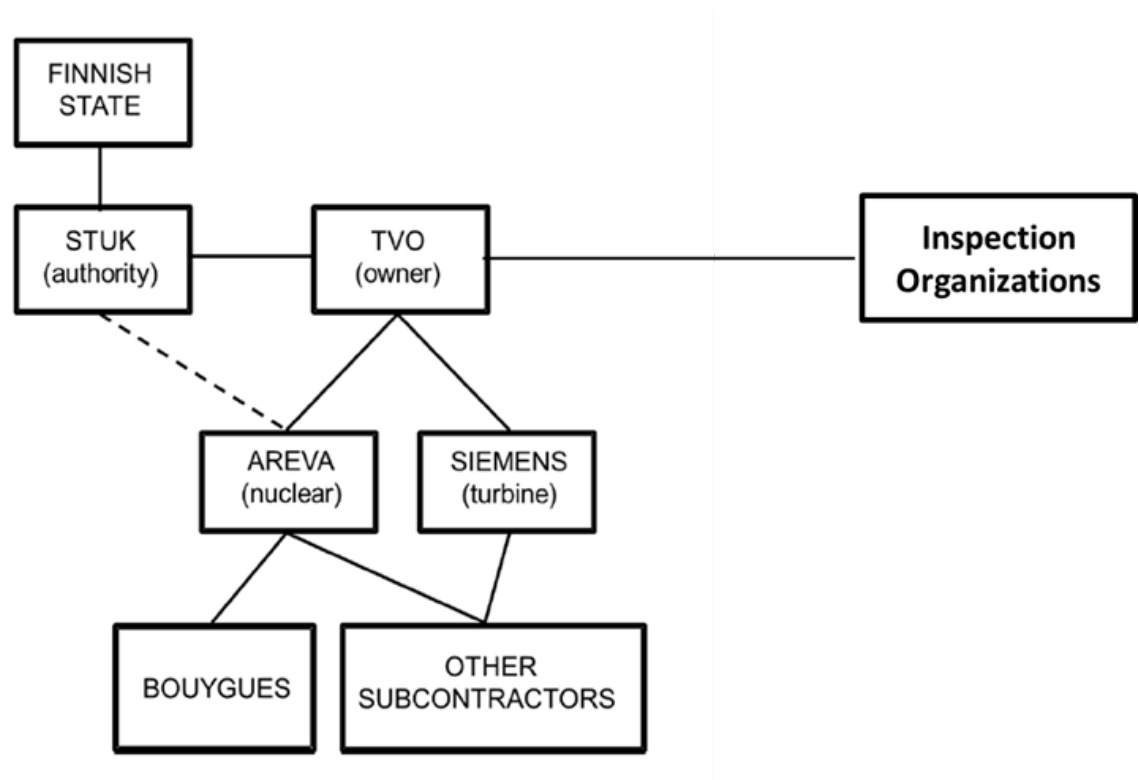 FINNISH
STATE
STUK
(authority)
TVO
(owner)
Inspection
Organizations
AREVA
(nuclear)
SIEMENS
(turbine)
BOUYGUES
OTHER
SUBCONTRACTORS